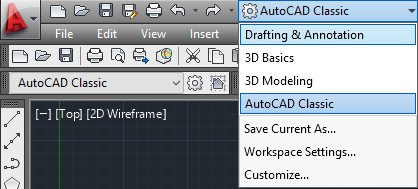 AutoCAD Classic
File Edit View Insert
Drafting & Annotation
3D Basics
3D Modeling
AutoCAD Classic
AutoCAD Classic
Save Current As...
Workspace Settings...
Customize...
[−] [Top] [2D Wireframe]